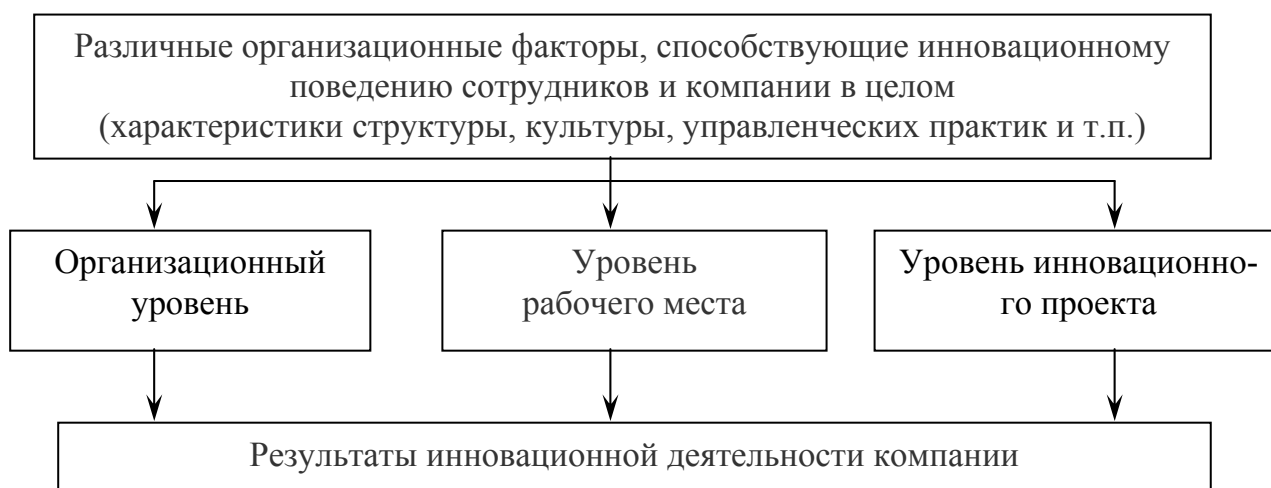 Различные организационные факторы, способствующие инновационному
поведению сотрудников и компании в целом
(характеристики структуры, культуры, управленческих практик и т.п.)
Организационный
уровень
Уровень
рабочего места
Уровень инновационно-
го проекта
Результаты инновационной деятельности компании